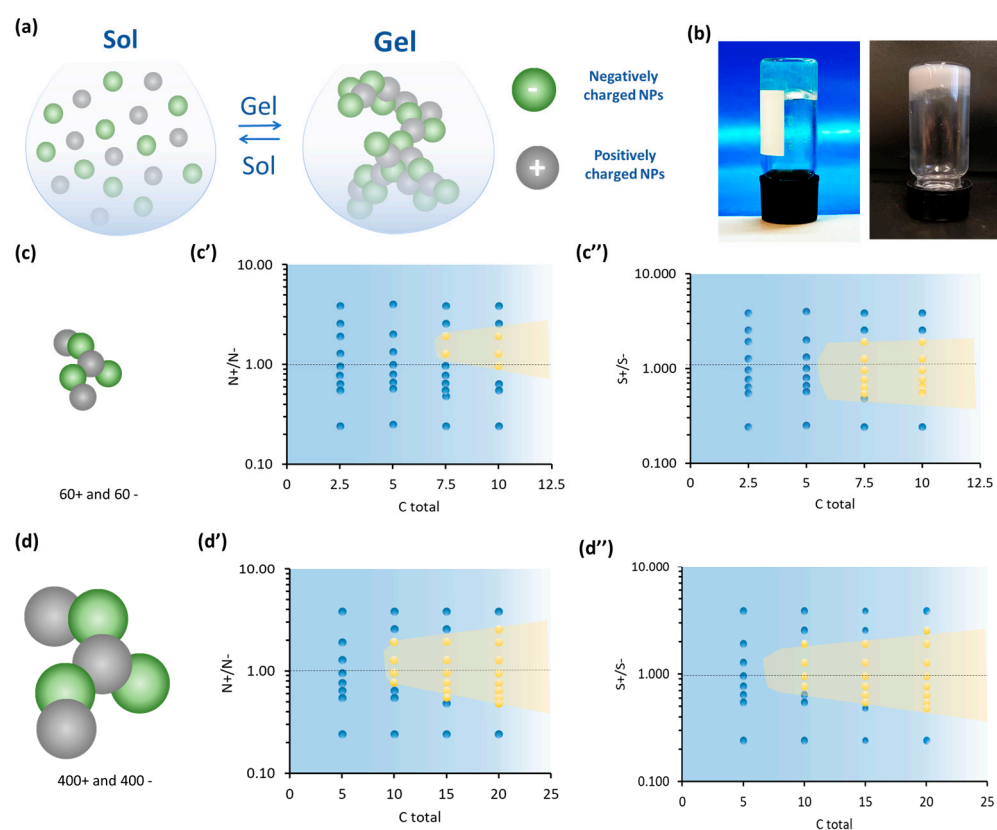 (a)
Sol
Gel
Gel
Sol
-
Negatively
charged NPs
+
Positively
charged NPs
(b)
(c)
60+ and 60 -
(c')
10.00
1.00
0.10
N+/N-
0 2.5 5 7.5 10 12.5
C total
(c'')
10.000
1.000
0.100
S+/S-
0 2.5 5 7.5 10 12.5
C total
(d)
400+ and 400 -
(d')
10.00
1.00
0.10
N+/N-
0 5 10 15 20 25
C total
(d'')
10.000
1.000
0.100
S+/S-
0 5 10 15 20 25
C total